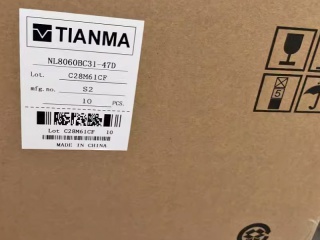 TIANMA
NL8060BC31-47D
Lot. C28M61CF
mfg.no. S2
10 PCS.
Lot C28M61CF 10
MADE IN CHINA